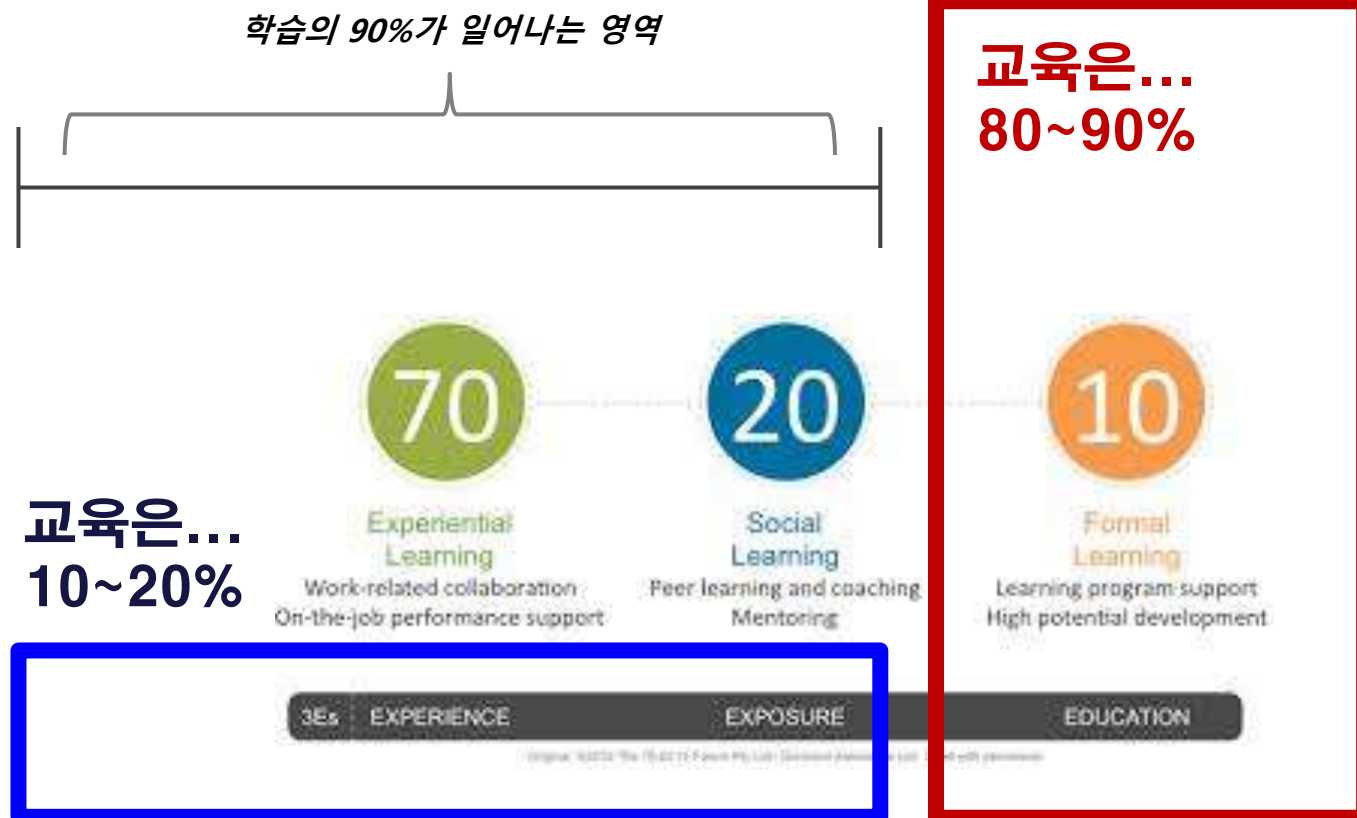 학습의 90%가 일어나는 영역
교육은...
80~90%
70
20
10
교육은...
10~20%
Experiential
Learning
Work-related collaboration
On-the-job performance support
Social
Learning
Peer learning and coaching
Mentoring
Formal
Learning
Learning program support
High potential development
3Es EXPERIENCE EXPOSURE EDUCATION